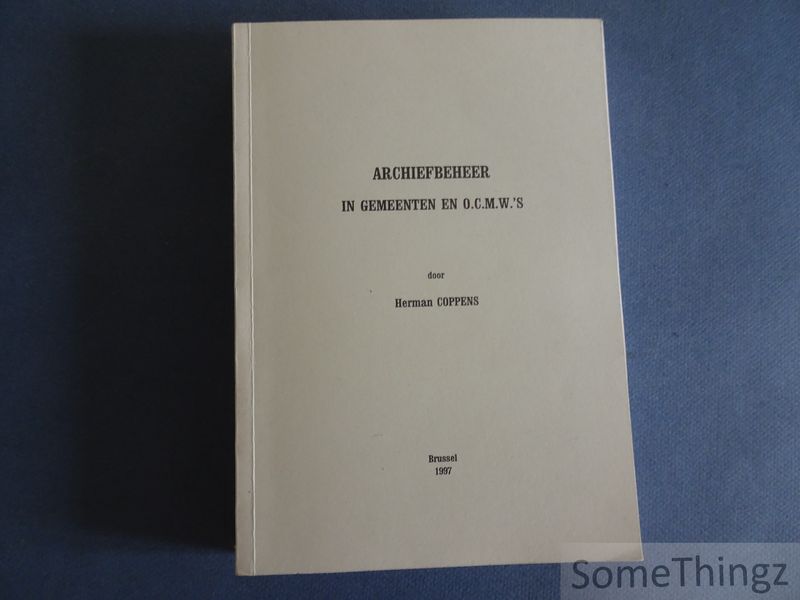 ARCHIEFBEHEER
IN GEMEENTEN EN O.C.M.W.'S
door
Herman COPPENS
Brussel
1997
SomeThingz